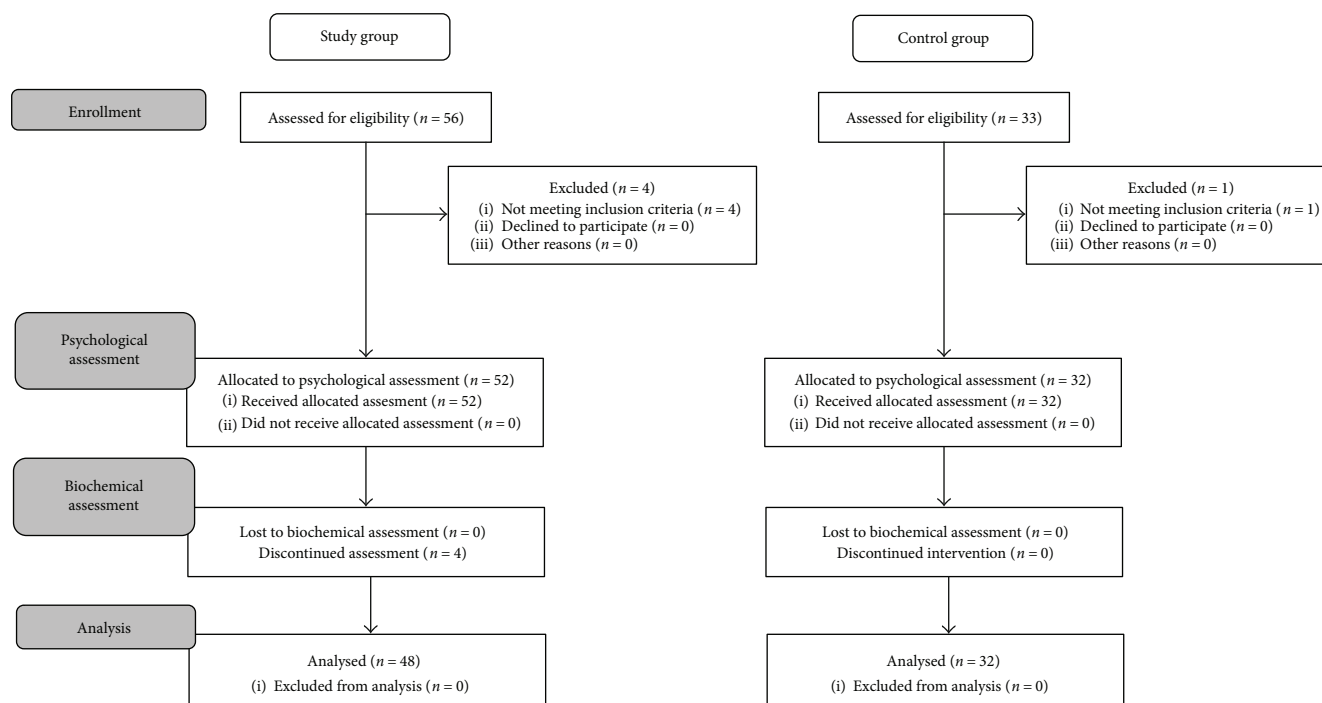 Study group
Control group
Enrollment
Assessed for eligibility (n = 56)
Assessed for eligibility (n = 33)
Excluded (n = 4)
(i) Not meeting inclusion criteria (n = 4)
(ii) Declined to participate (n = 0)
(iii) Other reasons (n = 0)
Excluded (n = 1)
(i) Not meeting inclusion criteria (n = 1)
(ii) Declined to participate (n = 0)
(iii) Other reasons (n = 0)
Psychological
assessment
Allocated to psychological assessment (n = 52)
(i) Received allocated assesment (n = 52)
(ii) Did not receive allocated assessment (n = 0)
Allocated to psychological assessment (n = 32)
(i) Received allocated assessment (n = 32)
(ii) Did not receive allocated assessment (n = 0)
Biochemical
assessment
Lost to biochemical assessment (n = 0)
Discontinued assessment (n = 4)
Lost to biochemical assessment (n = 0)
Discontinued intervention (n = 0)
Analysis
Analysed (n = 48)
(i) Excluded from analysis (n = 0)
Analysed (n = 32)
(i) Excluded from analysis (n = 0)